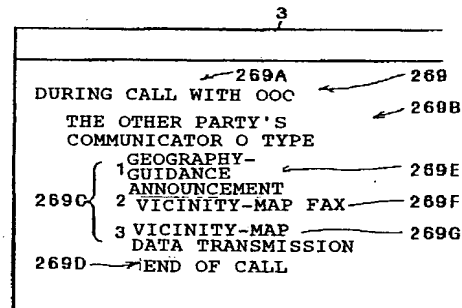 3
269A
269
DURING CALL WITH OOO
269B
THE OTHER PARTY'S
COMMUNICATOR O TYPE
1 GEOGRAPHY-
GUIDANCE 269E
ANNOUNCEMENT
269C 2 VICINITY-MAP FAX 269F
3 VICINITY-MAP 269G
DATA TRANSMISSION
269D END OF CALL